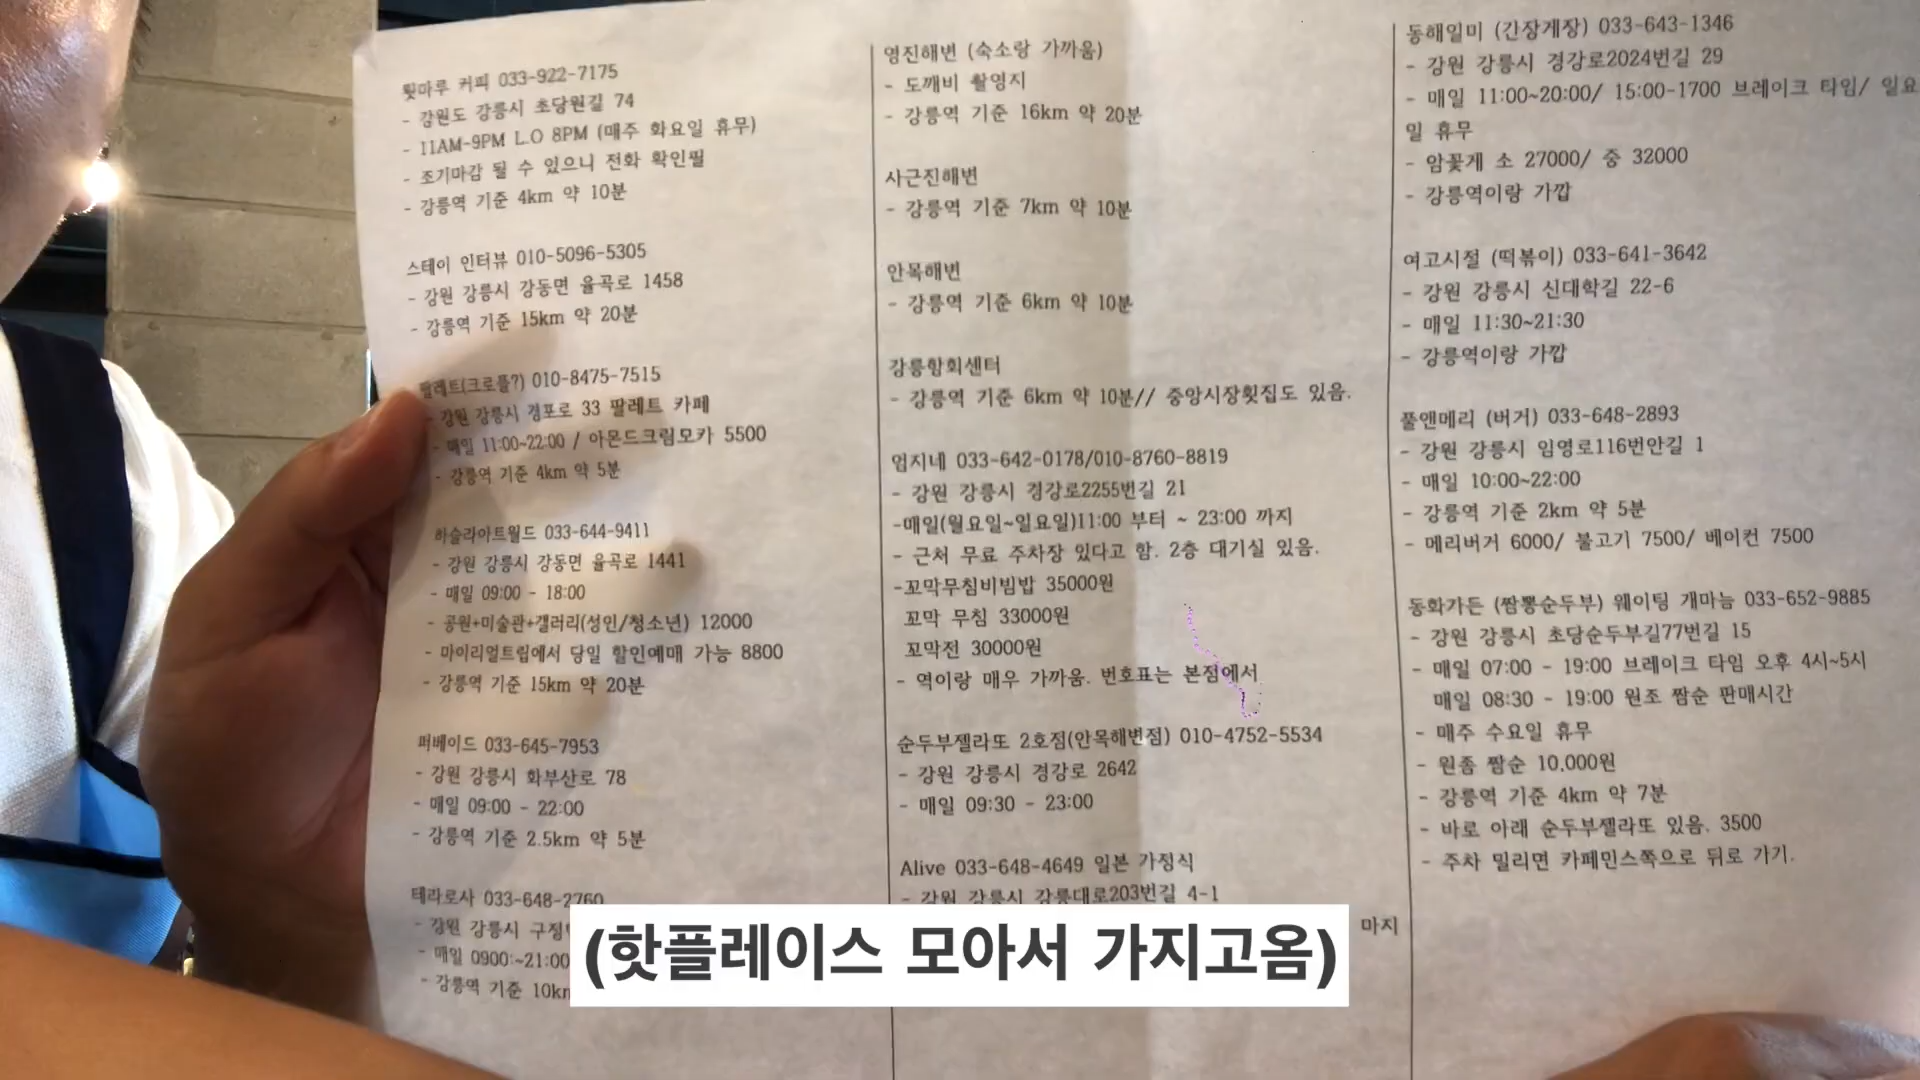 툇마루 커피 033-922-7175
- 강원도 강릉시 초당원길 74
- 11AM-9PM L.O 8PM (매주 화요일 휴무)
- 조기마감 될 수 있으니 전화 확인필
- 강릉역 기준 4km 약 10분
스테이 인터뷰 010-5096-5305
- 강원 강릉시 강동면 율곡로 1458
- 강릉역 기준 15km 약 20분
팔레트(크로플?) 010-8475-7515
- 강원 강릉시 경포로 33 팔레트 카페
- 매일 11:00~22:00 / 아몬드크림모카 5500
- 강릉역 기준 4km 약 5분
하슬라아트월드 033-644-9411
- 강원 강릉시 강동면 율곡로 1441
- 매일 09:00 - 18:00
- 공원+미술관+갤러리(성인/청소년) 12000
- 마이리얼트립에서 당일 할인예매 가능 8800
- 강릉역 기준 15km 약 20분
퍼베이드 033-645-7953
- 강원 강릉시 화부산로 78
- 매일 09:00 - 22:00
- 강릉역 기준 2.5km 약 5분
테라로사 033-648-2760
- 강원 강릉시 구정
- 매일 0900:~21:00
- 강릉역 기준 10km
영진해변 (숙소랑 가까움)
- 도깨비 촬영지
- 강릉역 기준 16km 약 20분
사근진해변
- 강릉역 기준 7km 약 10분
안목해변
- 강릉역 기준 6km 약 10분
강릉항회센터
- 강릉역 기준 6km 약 10분// 중앙시장횟집도 있음.
엄지네 033-642-0178/010-8760-8819
- 강원 강릉시 경강로2255번길 21
-매일(월요일~일요일)11:00 부터 ~ 23:00 까지
- 근처 무료 주차장 있다고 함. 2층 대기실 있음.
-꼬막무침비빔밥 35000원
꼬막 무침 33000원
꼬막전 30000원
- 역이랑 매우 가까움. 번호표는 본점에서
순두부젤라또 2호점(안목해변점) 010-4752-5534
- 강원 강릉시 경강로 2642
- 매일 09:30 - 23:00
Alive 033-648-4649 일본 가정식
- 강원 강릉시 강릉대로203번길 4-1
마지
동해일미 (간장게장) 033-643-1346
- 강원 강릉시 경강로2024번길 29
- 매일 11:00~20:00/ 15:00-1700 브레이크 타임/ 일요
일 휴무
- 암꽃게 소 27000/ 중 32000
- 강릉역이랑 가깝
여고시절 (떡볶이) 033-641-3642
- 강원 강릉시 신대학길 22-6
- 매일 11:30~21:30
- 강릉역이랑 가깝
폴앤메리 (버거) 033-648-2893
- 강원 강릉시 임영로116번안길 1
- 매일 10:00~22:00
- 강릉역 기준 2km 약 5분
- 메리버거 6000/ 불고기 7500/ 베이컨 7500
동화가든 (짬뽕순두부) 웨이팅 개마늠 033-652-9885
- 강원 강릉시 초당순두부길77번길 15
- 매일 07:00 - 19:00 브레이크 타임 오후 4시~5시
매일 08:30 - 19:00 원조 짬순 판매시간
- 매주 수요일 휴무
- 원좀 짬순 10,000원
- 강릉역 기준 4km 약 7분
- 바로 아래 순두부젤라또 있음. 3500
- 주차 밀리면 카페민스쪽으로 뒤로 가기.
(핫플레이스 모아서 가지고옴)